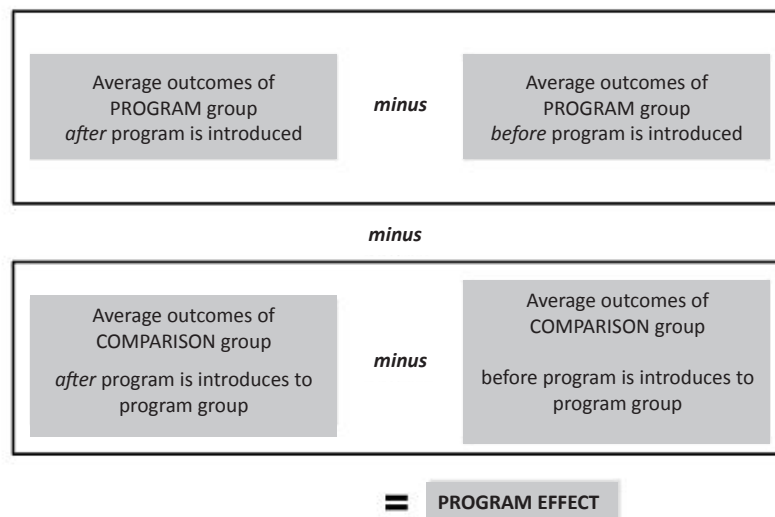 Average outcomes of
PROGRAM group
after program is introduced
minus
Average outcomes of
PROGRAM group
before program is introduced
minus
Average outcomes of
COMPARISON group
after program is introduces to
program group
minus
Average outcomes of
COMPARISON group
before program is introduces to
program group
= PROGRAM EFFECT